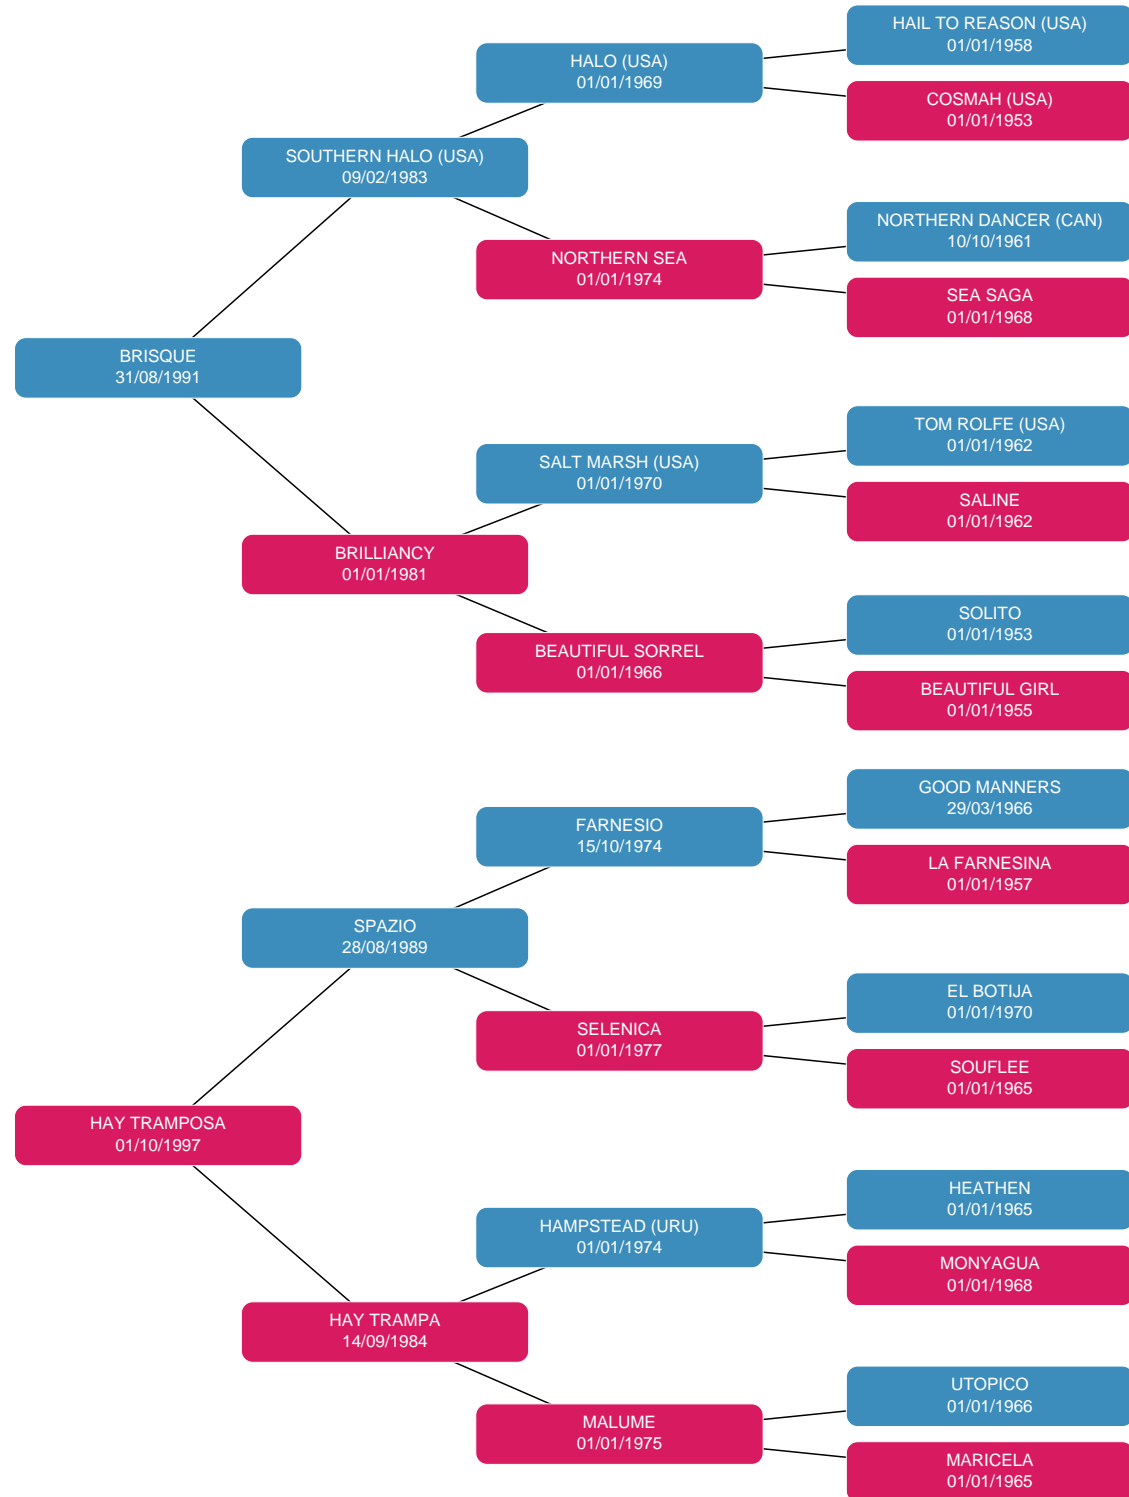 HAIL TO REASON (USA)
01/01/1958
HALO (USA)
01/01/1969
COSMAH (USA)
01/01/1953
SOUTHERN HALO (USA)
09/02/1983
NORTHERN DANCER (CAN)
10/10/1961
NORTHERN SEA
01/01/1974
SEA SAGA
01/01/1968
BRISQUE
31/08/1991
TOM ROLFE (USA)
01/01/1962
SALT MARSH (USA)
01/01/1970
SALINE
01/01/1962
BRILLIANCY
01/01/1981
SOLITO
01/01/1953
BEAUTIFUL SORREL
01/01/1966
BEAUTIFUL GIRL
01/01/1955
GOOD MANNERS
29/03/1966
FARNESIO
15/10/1974
LA FARNESINA
01/01/1957
SPAZIO
28/08/1989
EL BOTIJA
01/01/1970
SELENICA
01/01/1977
SOUFLEE
01/01/1965
HAY TRAMPOSA
01/10/1997
HEATHEN
01/01/1965
HAMPSTEAD (URU)
01/01/1974
MONYAGUA
01/01/1968
HAY TRAMPA
14/09/1984
UTOPICO
01/01/1966
MALUME
01/01/1975
MARICELA
01/01/1965